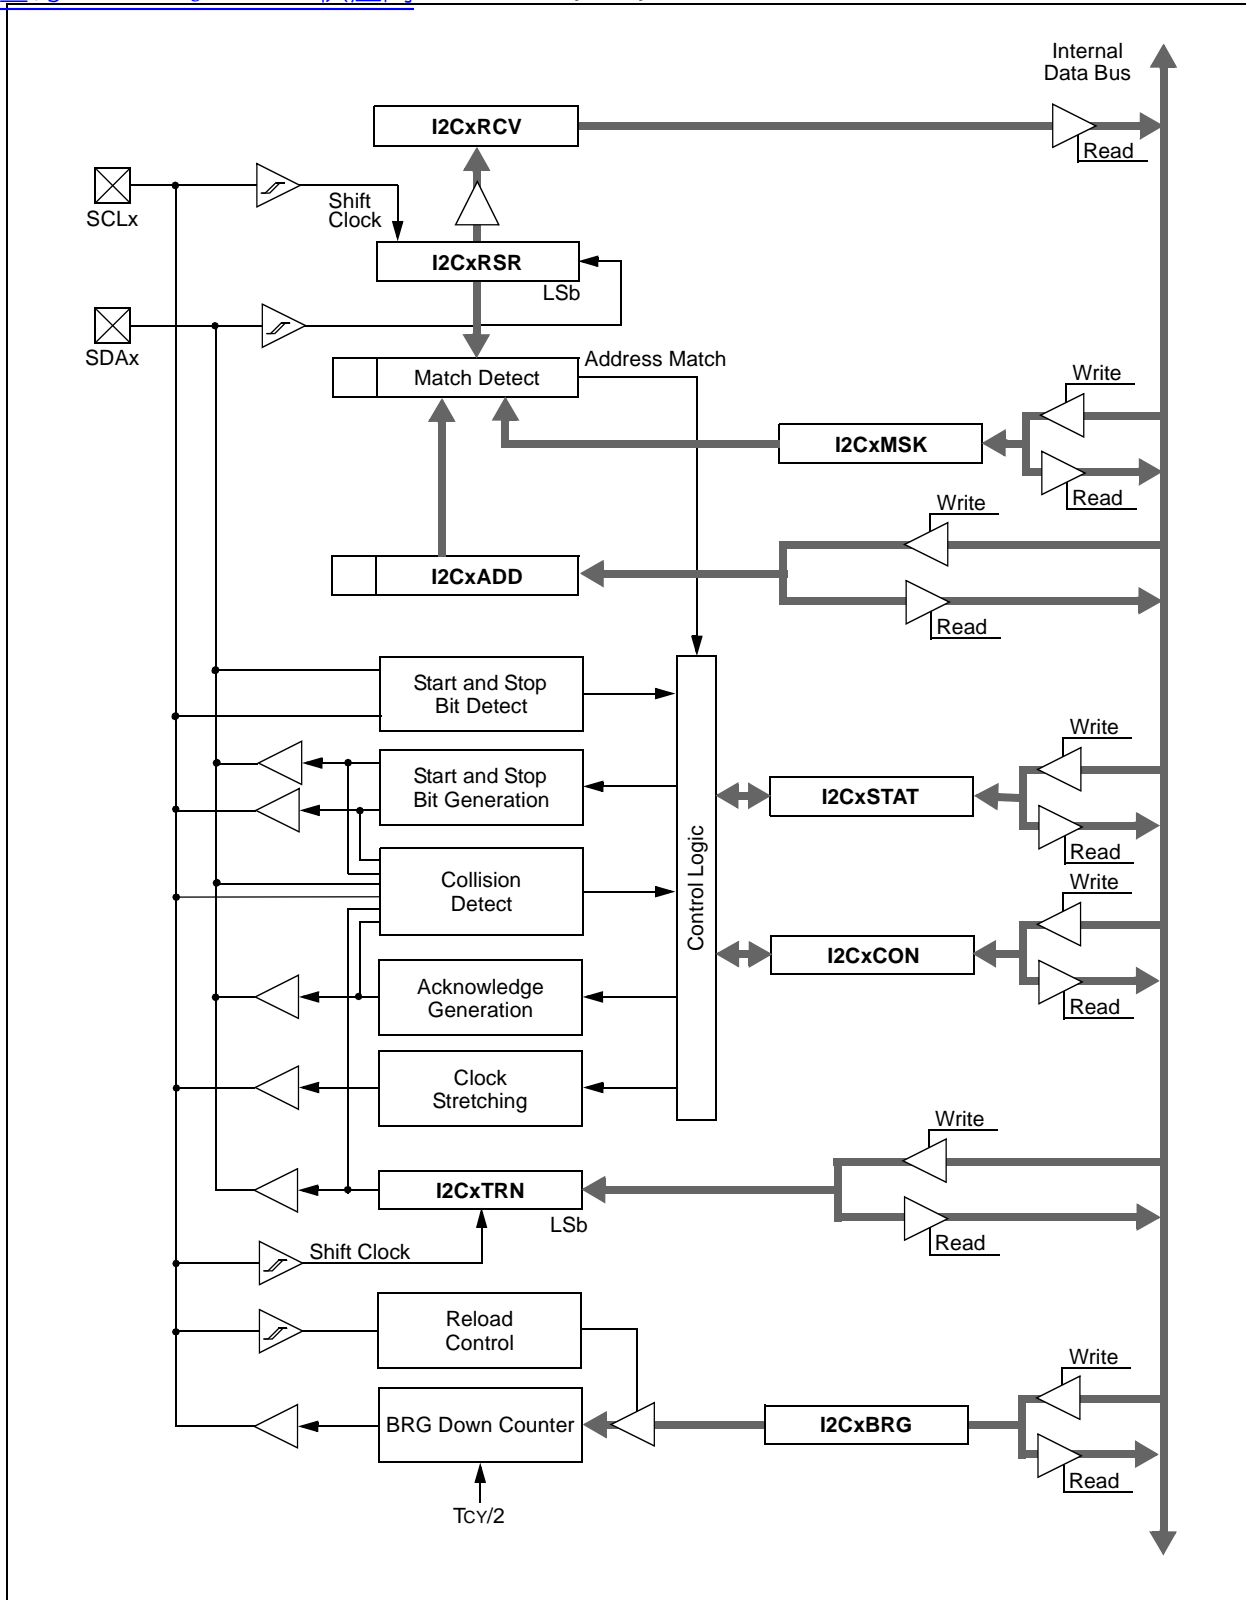 Internal
Data Bus
I2CxRCV
Read
SCLx
Shift
Clock
I2CxRSR
LSb
SDAx
Match Detect
Address Match
Write
I2CxMSK
Read
Write
I2CxADD
Read
Start and Stop
Bit Detect
Write
Start and Stop
Bit Generation
I2CxSTAT
Control Logic
Read
Collision
Detect
Write
I2CxCON
Acknowledge
Generation
Read
Clock
Stretching
Write
I2CxTRN
LSb
Read
Shift Clock
Reload
Control
Write
BRG Down Counter
I2CxBRG
Read
TCY/2